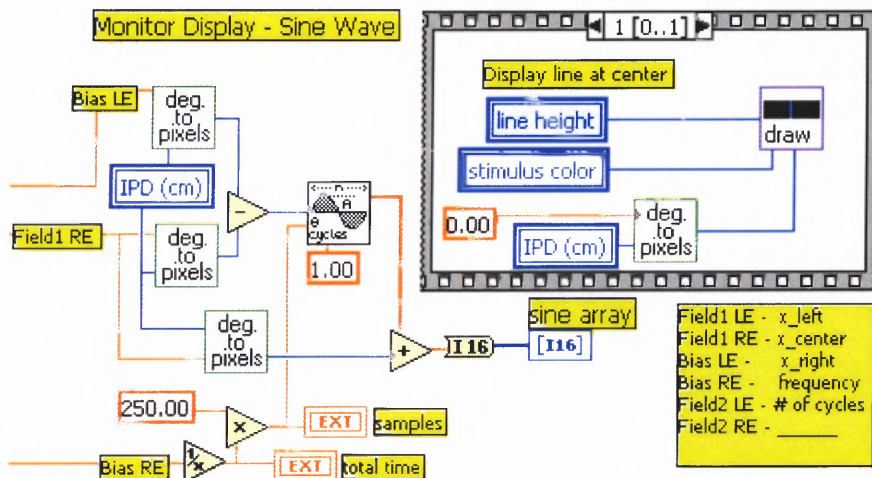 Monitor Display - Sine Wave
1 [0..1]
Display line at center
line height
draw
stimulus color
0.00
IPD (cm)
deg.
.to
pixels
Bias LE
deg.
.to
pixels
IPD (cm)
-
n
A
θ
cycles
1.00
Field1 RE
deg.
.to
pixels
deg.
.to
pixels
+
I 16
sine array
[I16]
250.00
x
EXT
samples
Bias RE
1/x
EXT
total time
Field1 LE - x_left
Field1 RE - x_center
Bias LE - x_right
Bias RE - frequency
Field2 LE - # of cycles
Field2 RE - ______